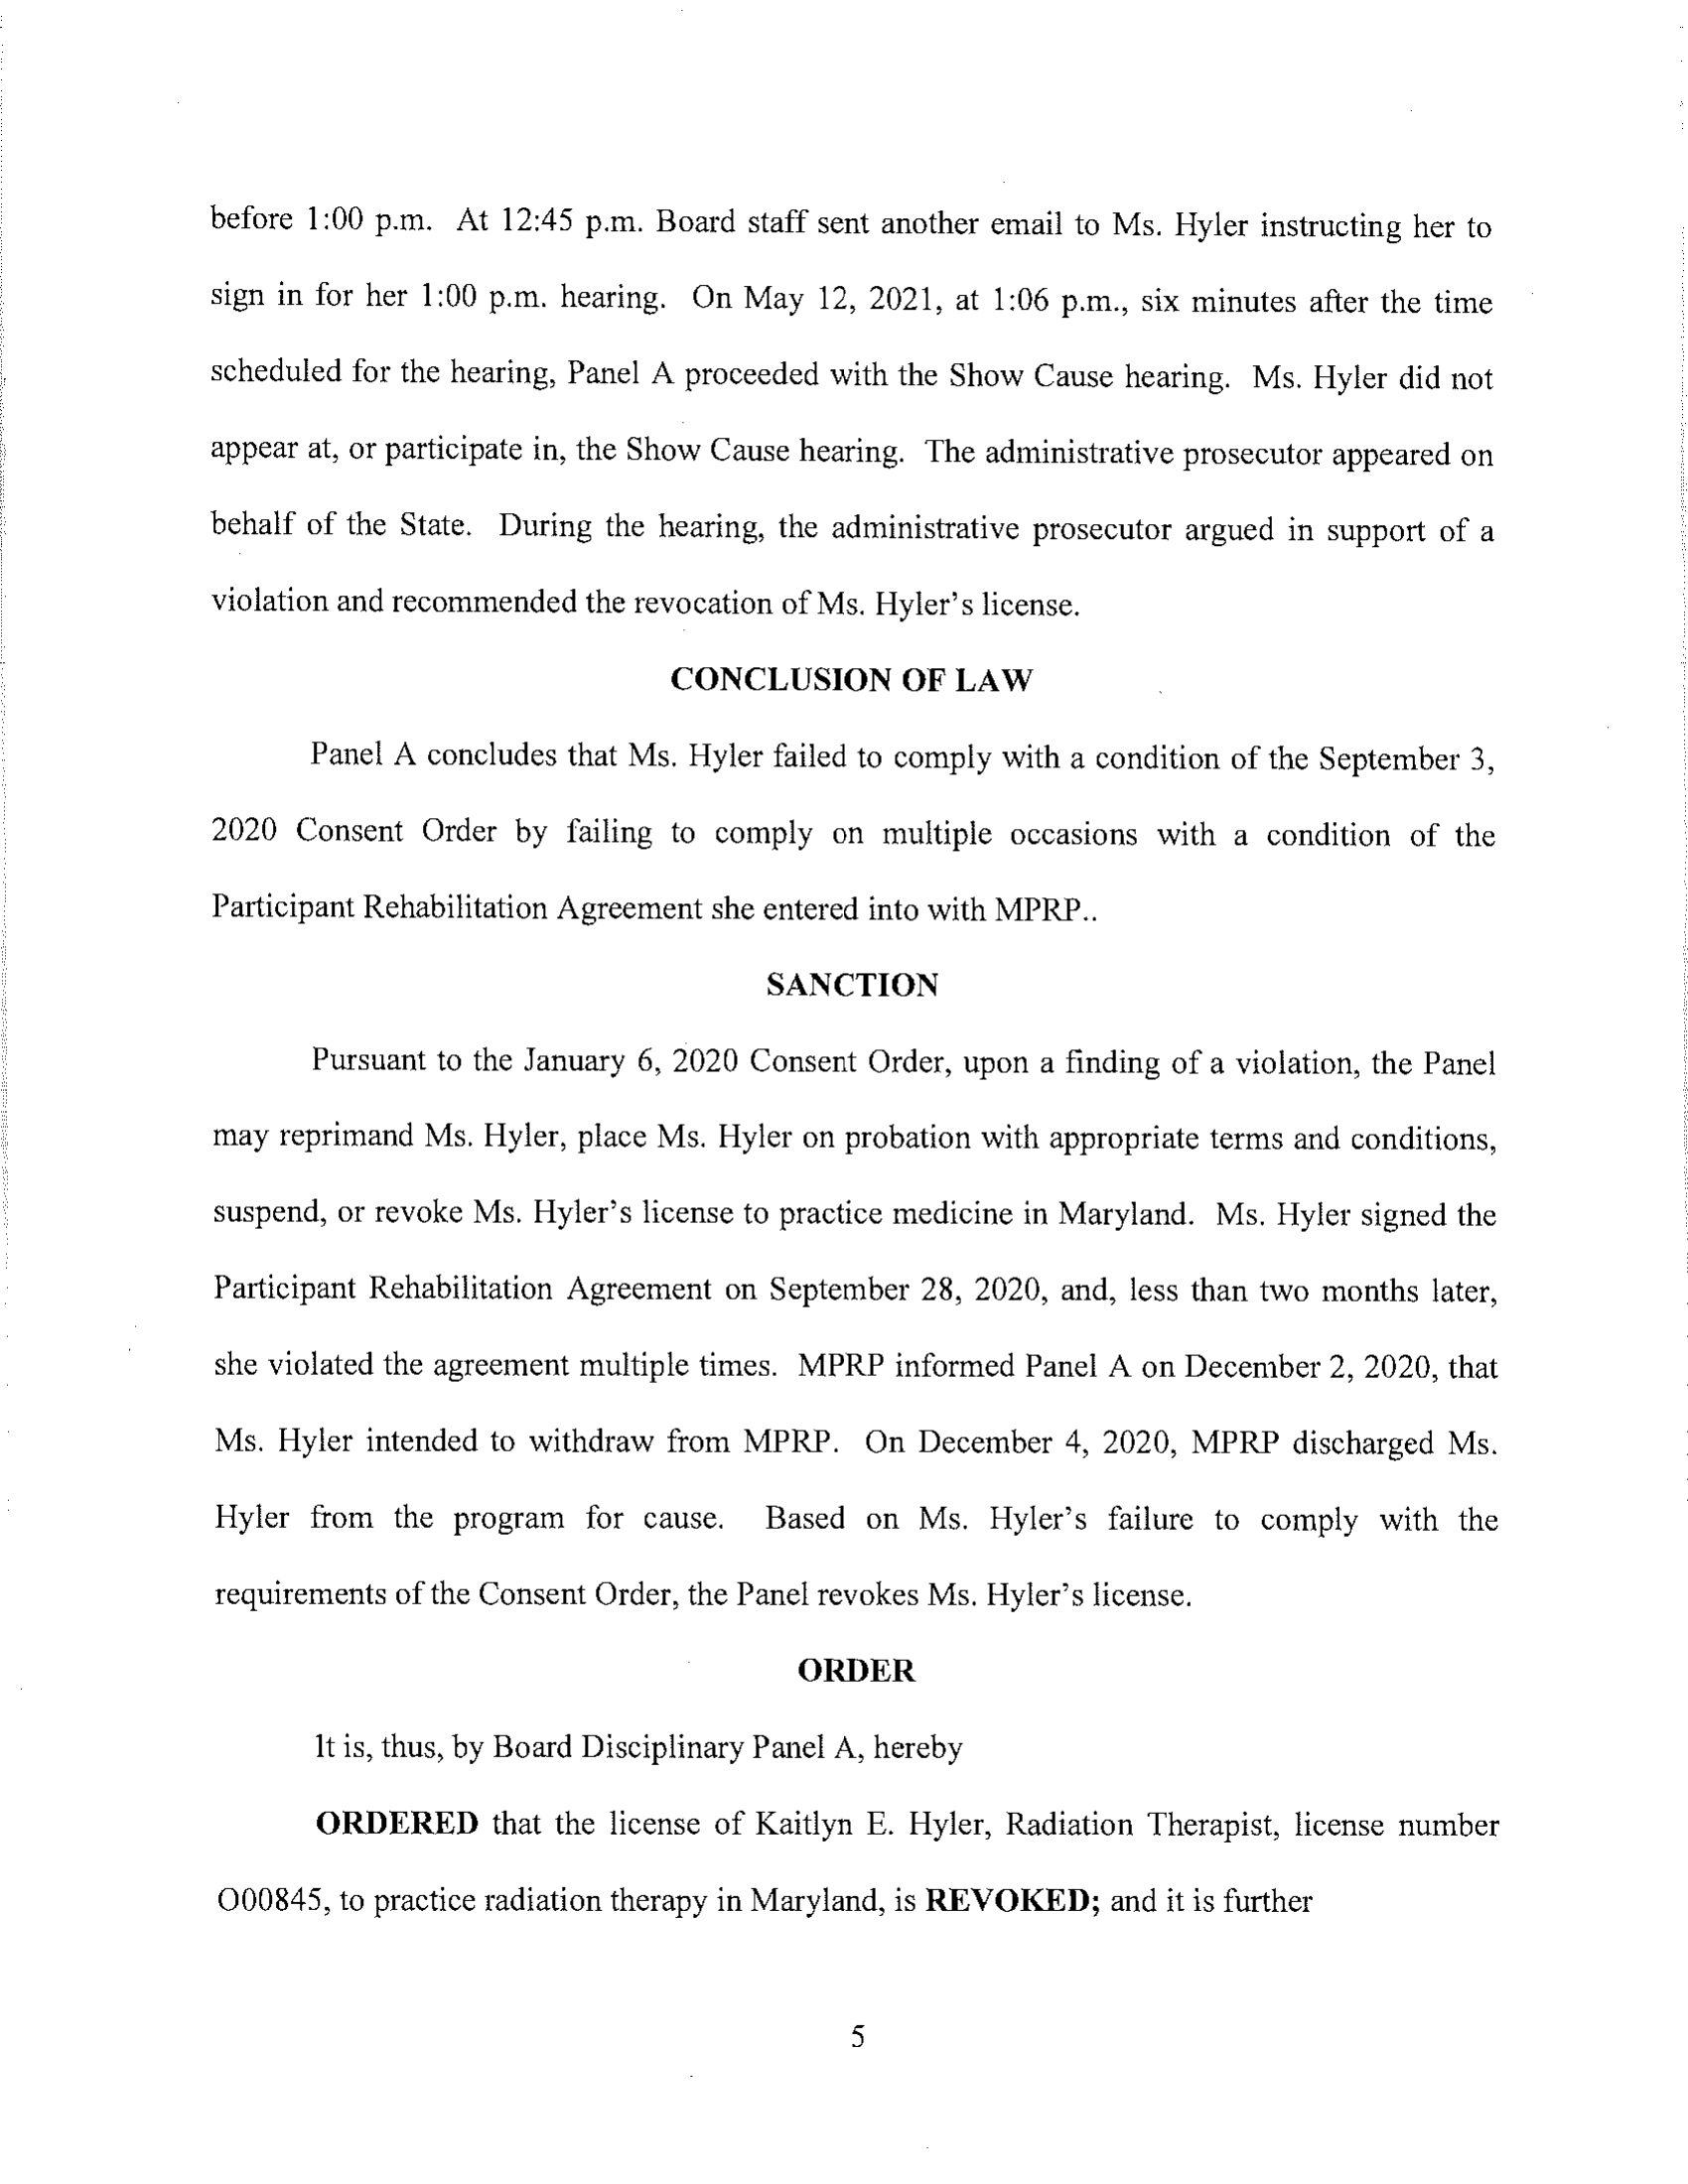 before 1:00 p.m. At 12:45 p.m. Board staff sent another email to Ms. Hyler instructing her to
sign in for her 1:00 p.m. hearing. On May 12, 2021, at 1:06 p.m., six minutes after the time
scheduled for the hearing, Panel A proceeded with the Show Cause hearing. Ms. Hyler did not
appear at, or participate in, the Show Cause hearing. The administrative prosecutor appeared on
behalf of the State. During the hearing, the administrative prosecutor argued in support of a
violation and recommended the revocation of Ms. Hyler's license.
CONCLUSION OF LAW
Panel A concludes that Ms. Hyler failed to comply with a condition of the September 3,
2020 Consent Order by failing to comply on multiple occasions with a condition of the
Participant Rehabilitation Agreement she entered into with MPRP..
SANCTION
Pursuant to the January 6, 2020 Consent Order, upon a finding of a violation, the Panel
may reprimand Ms. Hyler, place Ms. Hyler on probation with appropriate terms and conditions,
suspend, or revoke Ms. Hyler's license to practice medicine in Maryland. Ms. Hyler signed the
Participant Rehabilitation Agreement on September 28, 2020, and, less than two months later,
she violated the agreement multiple times. MPRP informed Panel A on December 2, 2020, that
Ms. Hyler intended to withdraw from MPRP. On December 4, 2020, MPRP discharged Ms.
Hyler from the program for cause. Based on Ms. Hyler's failure to comply with the
requirements of the Consent Order, the Panel revokes Ms. Hyler's license.
ORDER
It is, thus, by Board Disciplinary Panel A, hereby
ORDERED that the license of Kaitlyn E. Hyler, Radiation Therapist, license number
O00845, to practice radiation therapy in Maryland, is REVOKED; and it is further
5